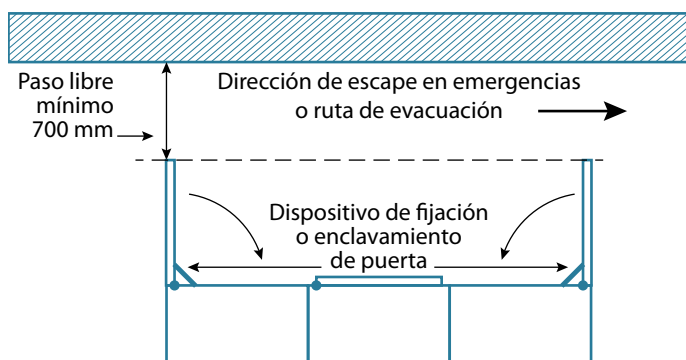 Paso libre
mínimo
700 mm
Dirección de escape en emergencias
o ruta de evacuación
Dispositivo de fijación
o enclavamiento
de puerta